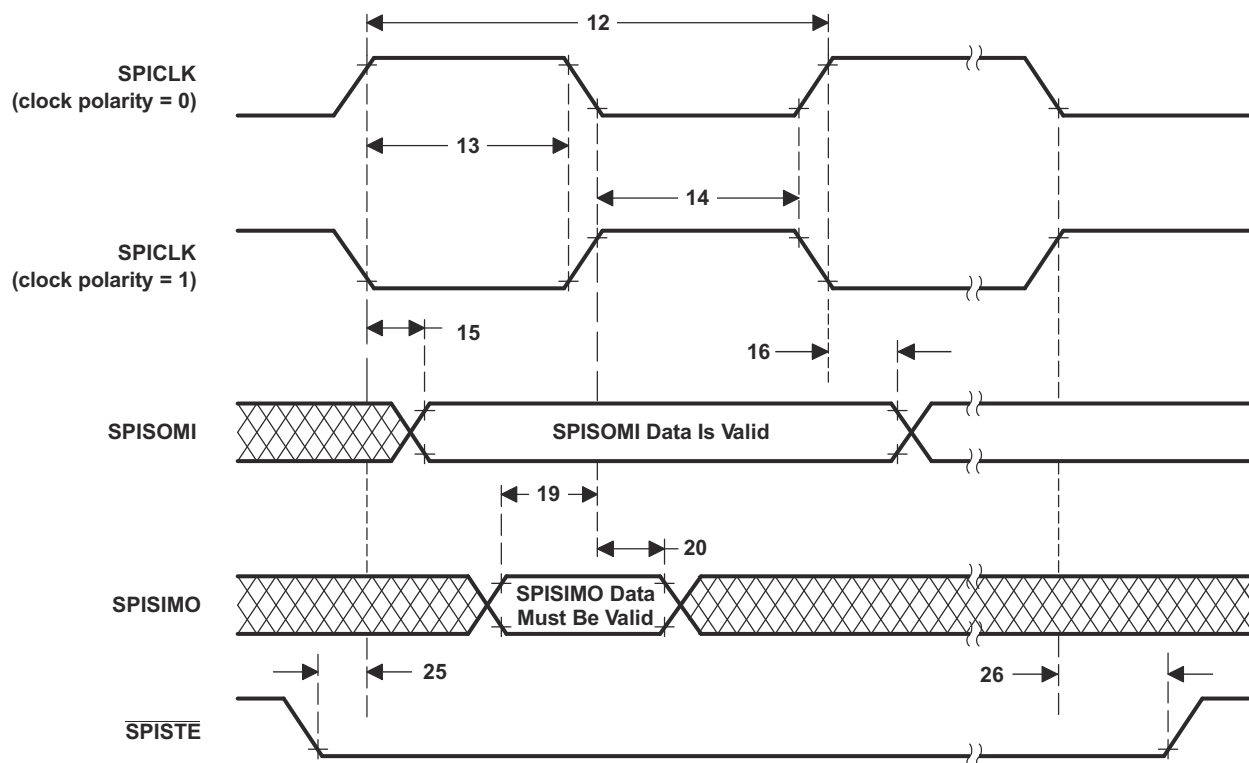 12
SPICLK
(clock polarity = 0)
13
14
SPICLK
(clock polarity = 1)
15
16
SPISOMI
SPISOMI Data Is Valid
19
20
SPISIMO
SPISIMO Data
Must Be Valid
25
26
SPISTE